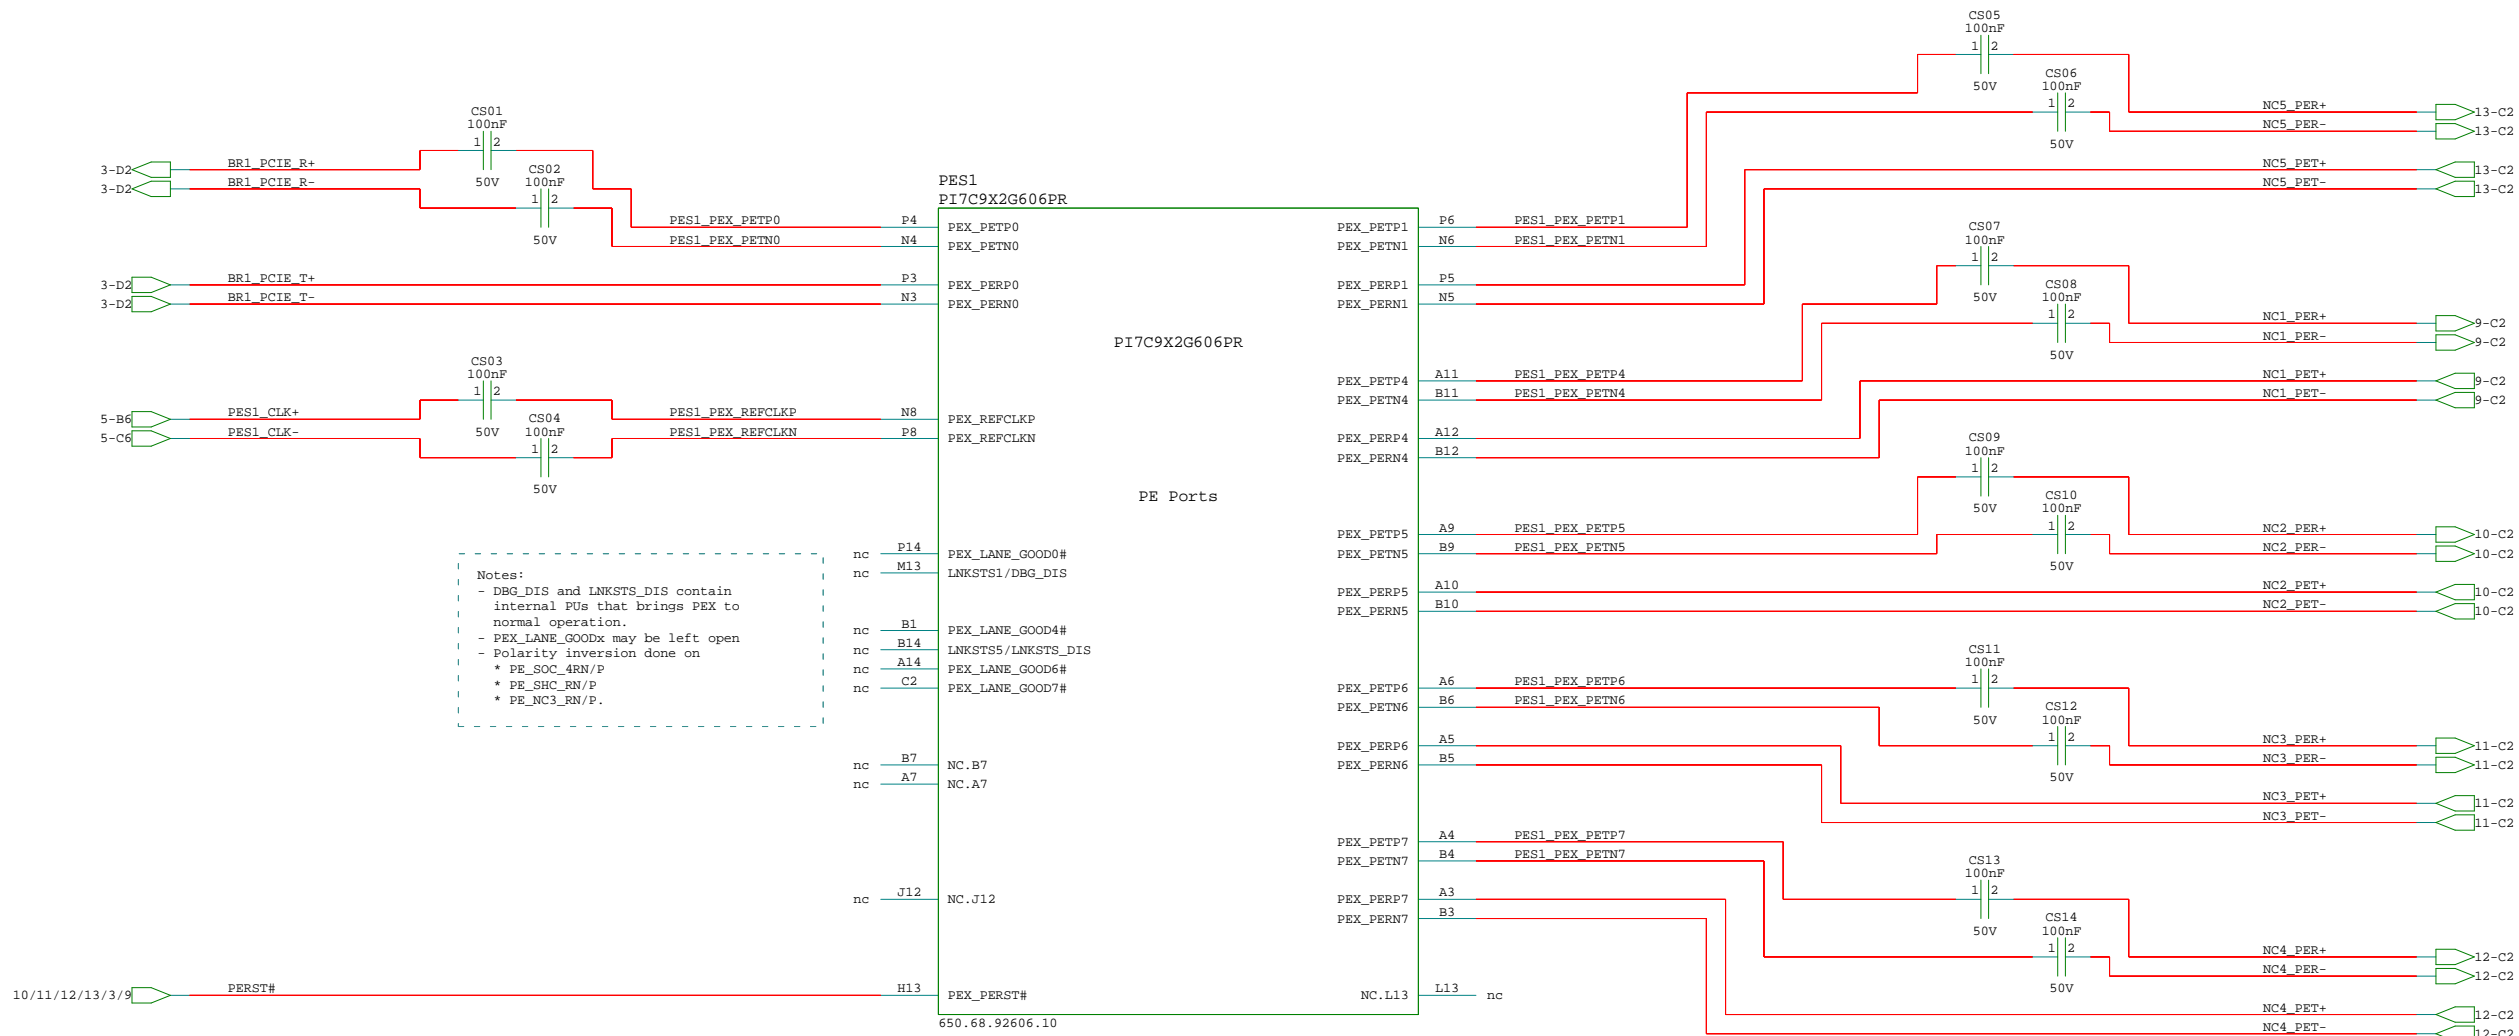 CS05
100nF
1 2
50V
CS06
100nF
1 2
50V
NC5_PER+
13-C2
NC5_PER-
13-C2
NC5_PET+
13-C2
NC5_PET-
13-C2
CS01
100nF
1 2
50V
CS02
100nF
1 2
50V
3-D2
BR1_PCIE_R+
3-D2
BR1_PCIE_R-
PES1_PEX_PETP0
P4
PES1_PEX_PETN0
N4
3-D2
BR1_PCIE_T+
P3
3-D2
BR1_PCIE_T-
N3
CS03
100nF
1 2
50V
CS04
100nF
1 2
50V
5-B6
PES1_CLK+
PES1_PEX_REFCLKP
N8
5-C6
PES1_CLK-
PES1_PEX_REFCLKN
P8
Notes:
- DBG_DIS and LNKSTS_DIS contain
internal PUs that brings PEX to
normal operation.
- PEX_LANE_GOODx may be left open
- Polarity inversion done on
* PE_SOC_4RN/P
* PE_SHC_RN/P
* PE_NC3_RN/P.
nc P14
nc M13
nc B1
nc B14
nc A14
nc C2
nc B7
nc A7
nc J12
10/11/12/13/3/9
PERST#
H13
PES1
PI7C9X2G606PR
PEX_PETP0
PEX_PETN0
PEX_PERP0
PEX_PERN0
PEX_REFCLKP
PEX_REFCLKN
PEX_LANE_GOOD0#
LNKSTS1/DBG_DIS
PEX_LANE_GOOD4#
LNKSTS5/LNKSTS_DIS
PEX_LANE_GOOD6#
PEX_LANE_GOOD7#
NC.B7
NC.A7
NC.J12
PEX_PERST#
650.68.92606.10
PI7C9X2G606PR
PE Ports
PEX_PETP1
PEX_PETN1
PEX_PERP1
PEX_PERN1
PEX_PETP4
PEX_PETN4
PEX_PERP4
PEX_PERN4
PEX_PETP5
PEX_PETN5
PEX_PERP5
PEX_PERN5
PEX_PETP6
PEX_PETN6
PEX_PERP6
PEX_PERN6
PEX_PETP7
PEX_PETN7
PEX_PERP7
PEX_PERN7
NC.L13
P6 PES1_PEX_PETP1
N6 PES1_PEX_PETN1
P5
N5
A11 PES1_PEX_PETP4
B11 PES1_PEX_PETN4
A12
B12
A9 PES1_PEX_PETP5
B9 PES1_PEX_PETN5
A10
B10
A6 PES1_PEX_PETP6
B6 PES1_PEX_PETN6
A5
B5
A4 PES1_PEX_PETP7
B4 PES1_PEX_PETN7
A3
B3
L13 nc
CS07
100nF
1 2
50V
CS08
100nF
1 2
50V
NC1_PER+
9-C2
NC1_PER-
9-C2
NC1_PET+
9-C2
NC1_PET-
9-C2
CS09
100nF
1 2
50V
CS10
100nF
1 2
50V
NC2_PER+
10-C2
NC2_PER-
10-C2
NC2_PET+
10-C2
NC2_PET-
10-C2
CS11
100nF
1 2
50V
CS12
100nF
1 2
50V
NC3_PER+
11-C2
NC3_PER-
11-C2
NC3_PET+
11-C2
NC3_PET-
11-C2
CS13
100nF
1 2
50V
CS14
100nF
1 2
50V
NC4_PER+
12-C2
NC4_PER-
12-C2
NC4_PET+
12-C2
NC4_PET-
12-C2